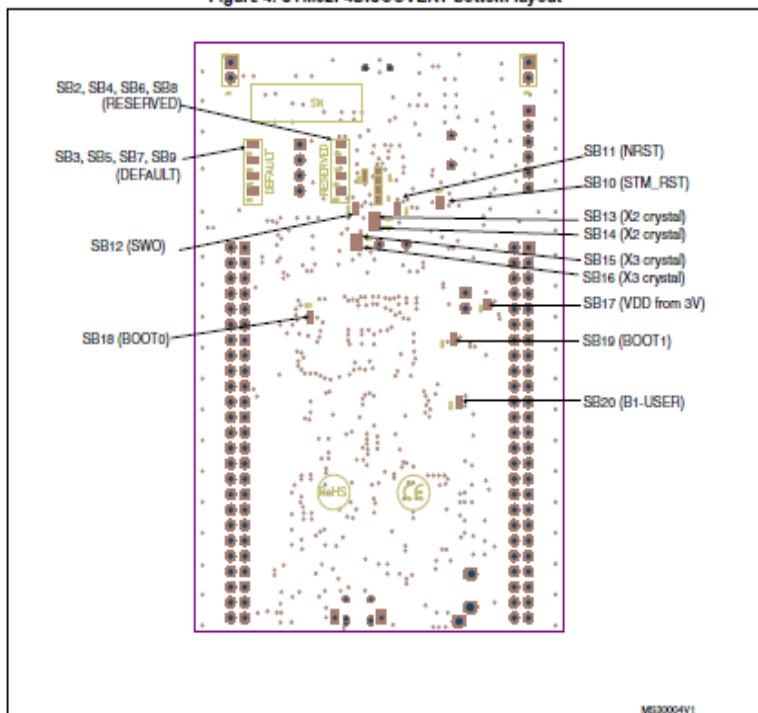 SB2, SB4, SB6, SB8
(RESERVED)
SB3, SB5, SB7, SB9
(DEFAULT)
SB12 (SWO)
SB18 (BOOT0)
SN
DEFAULT
RESERVED
SB11 (NRST)
SB10 (STM_RST)
SB13 (X2 crystal)
SB14 (X2 crystal)
SB15 (X3 crystal)
SB16 (X3 crystal)
SB17 (VDD from 3V)
SB19 (BOOT1)
SB20 (B1-USER)
RoHS
CE
MS30004V1